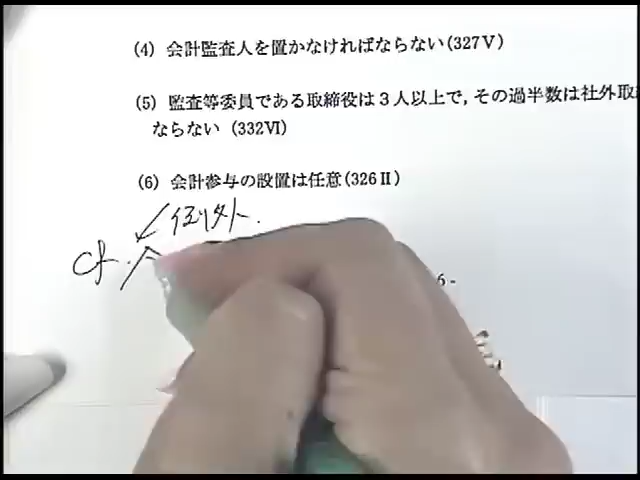 (4) 会計監査人を置かなければならない(327Ⅴ)
(5) 監査等委員である取締役は３人以上で，その過半数は社外取
ならない (332Ⅵ)
(6) 会計参与の設置は任意(326Ⅱ)
例外.
cf.
6-